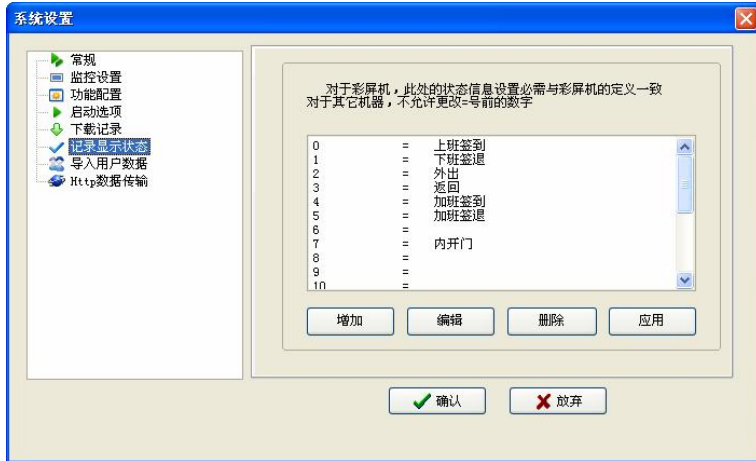 系统设置
常规
监控设置
功能配置
启动选项
下载记录
记录显示状态
导入用户数据
Http数据传输
对于彩屏机，此处的状态信息设置必需与彩屏机的定义一致
对于其它机器，不允许更改=号前的数字
0 = 上班签到
1 = 下班签退
2 = 外出
3 = 返回
4 = 加班签到
5 = 加班签退
6 =
7 = 内开门
8 =
9 =
10 =
增加 编辑 删除 应用
确认 放弃